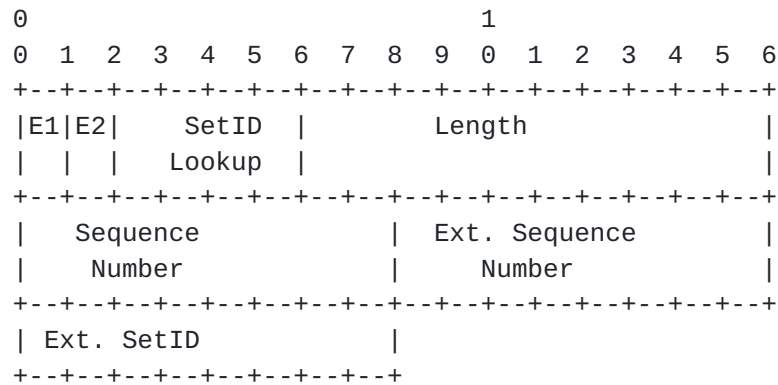 0                             1
0  1  2  3  4  5  6  7  8  9  0  1  2  3  4  5  6
+--+--+--+--+--+--+--+--+--+--+--+--+--+--+--+--+
|E1|E2|    SetID  |        Length               |
|  |  |   Lookup  |                             |
+--+--+--+--+--+--+--+--+--+--+--+--+--+--+--+--+
|   Sequence            |  Ext. Sequence        |
|    Number             |     Number            |
+--+--+--+--+--+--+--+--+--+--+--+--+--+--+--+--+
| Ext. SetID            |
+--+--+--+--+--+--+--+--+